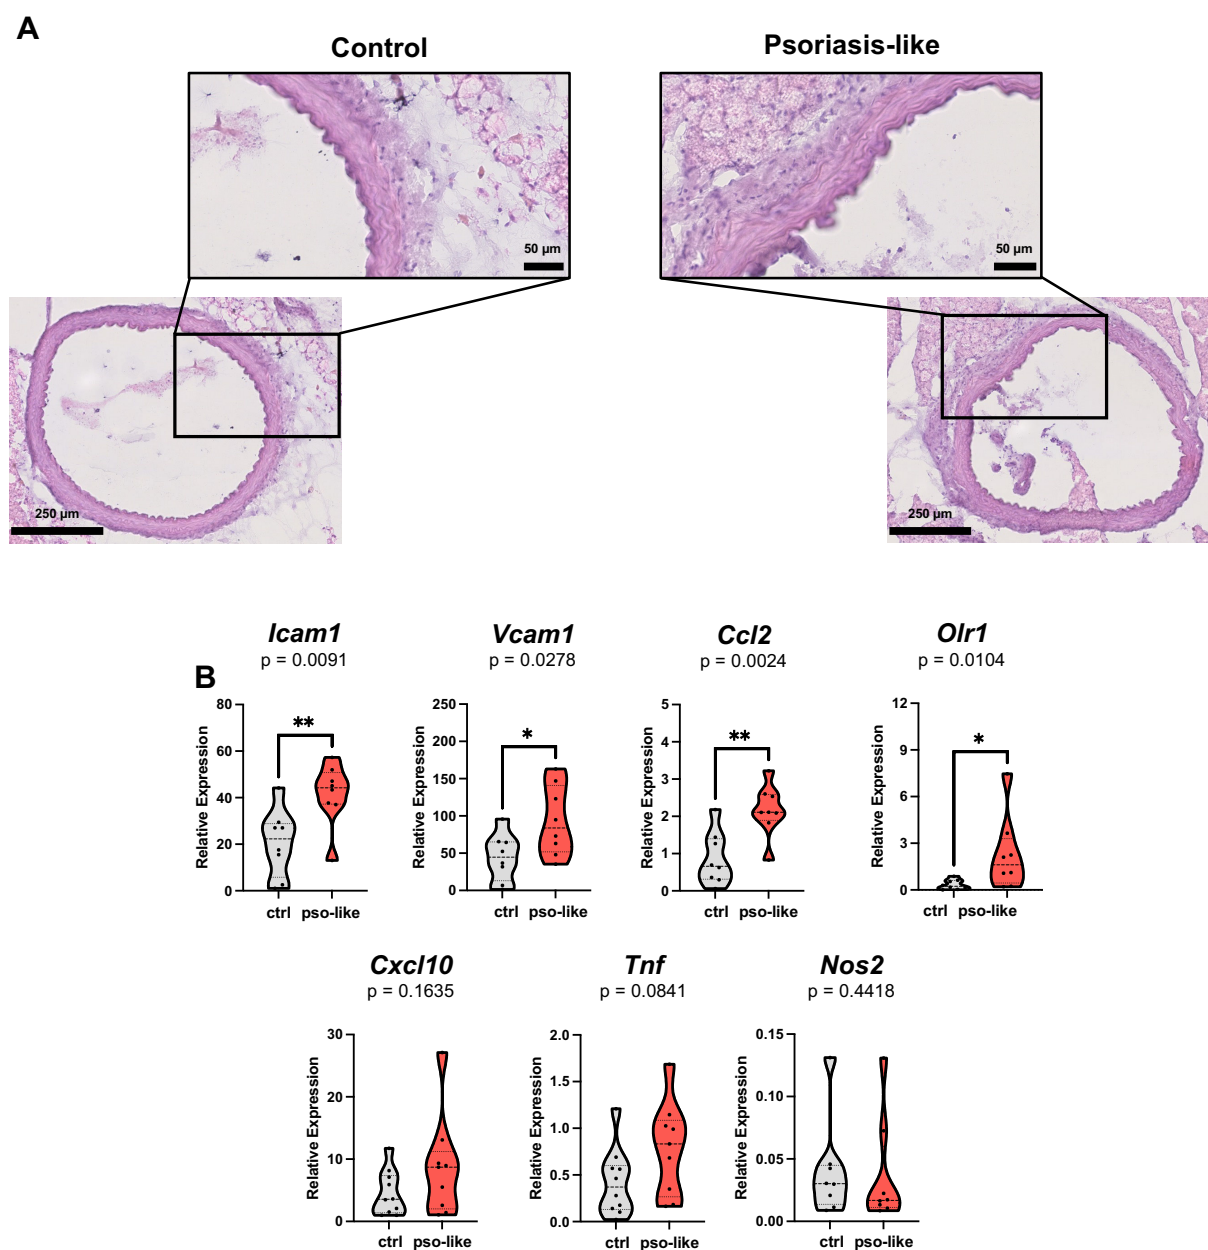 A
Control
Psoriasis-like
50 µm
50 µm
250 µm
250 µm
B
Icam1
p = 0.0091
Relative Expression
80
60
40
20
0
**
ctrl pso-like
Vcam1
p = 0.0278
Relative Expression
250
200
150
100
50
0
*
ctrl pso-like
Ccl2
p = 0.0024
Relative Expression
5
4
3
2
1
0
**
ctrl pso-like
Olr1
p = 0.0104
Relative Expression
12
9
6
3
0
*
ctrl pso-like
Cxcl10
p = 0.1635
Relative Expression
30
20
10
0
ctrl pso-like
Tnf
p = 0.0841
Relative Expression
2.0
1.5
1.0
0.5
0.0
ctrl pso-like
Nos2
p = 0.4418
Relative Expression
0.15
0.10
0.05
0.00
ctrl pso-like